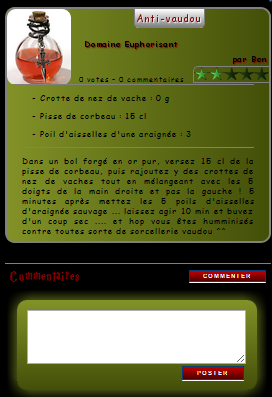 Anti-vaudou
Domaine Euphorisant
par Ben
0 votes - 0 commentaires
- Crotte de nez de vache : 0 g
- Pisse de corbeau : 15 cl
- Poil d'aisselles d'une araignée : 3
Dans un bol forgé en or pur, versez 15 cl de la
pisse de corbeau, puis rajoutez y des crottes
de nez de vaches tout en mélangeant avec les 5
doigts de la main droite et pas la gauche ! 5
minutes après mettez les 5 poils d'aisselles
d'araignée sauvage ... laissez agir 10 min et buvez
d'un coup sec .... et hop vous êtes humminisés
contre toutes sorte de sorcellerie vaudou ^^
Commentaires
COMMENTER
POSTER